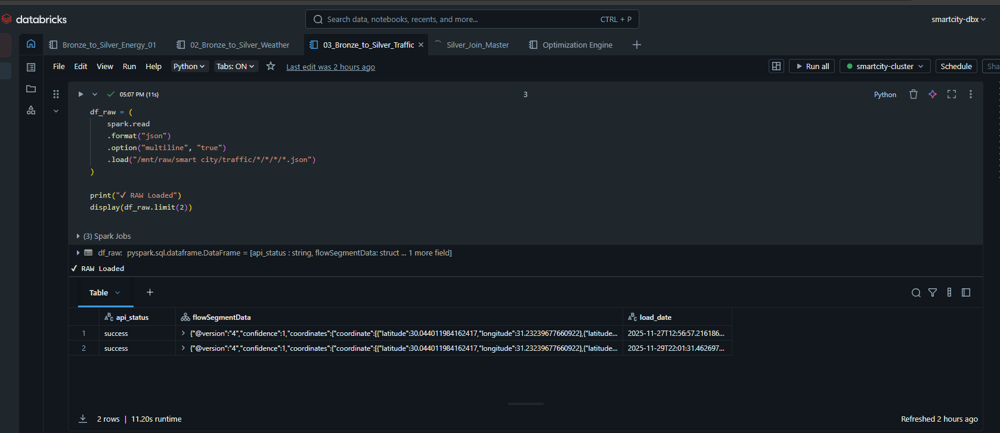 databricks
Search data, notebooks, recents, and more... CTRL + P
smartcity-dbx
Bronze_to_Silver_Energy_01
02_Bronze_to_Silver_Weather
03_Bronze_to_Silver_Traffic
Silver_Join_Master
Optimization Engine
File Edit View Run Help Python Tabs: ON Last edit was 2 hours ago
Run all smartcity-cluster Schedule Sha
05:07 PM (11s) 3 Python
df_raw = (
spark.read
.format("json")
.option("multiline", "true")
.load("/mnt/raw/smart city/traffic/*/*/*/*.json")
)
print("✓ RAW Loaded")
display(df_raw.limit(2))
(3) Spark Jobs
df_raw: pyspark.sql.dataframe.DataFrame = [api_status : string, flowSegmentData: struct ... 1 more field]
✓ RAW Loaded
Table
api_status flowSegmentData load_date
1 success {"@version":"4","confidence":1,"coordinates":{"coordinate":[{"latitude":30.044011984162417,"longitude":31.23239677660922},{"latitude... 2025-11-27T12:56:57.216186...
2 success {"@version":"4","confidence":1,"coordinates":{"coordinate":[{"latitude":30.044011984162417,"longitude":31.23239677660922},{"latitude... 2025-11-29T22:01:31.462697...
2 rows | 11.20s runtime
Refreshed 2 hours ago